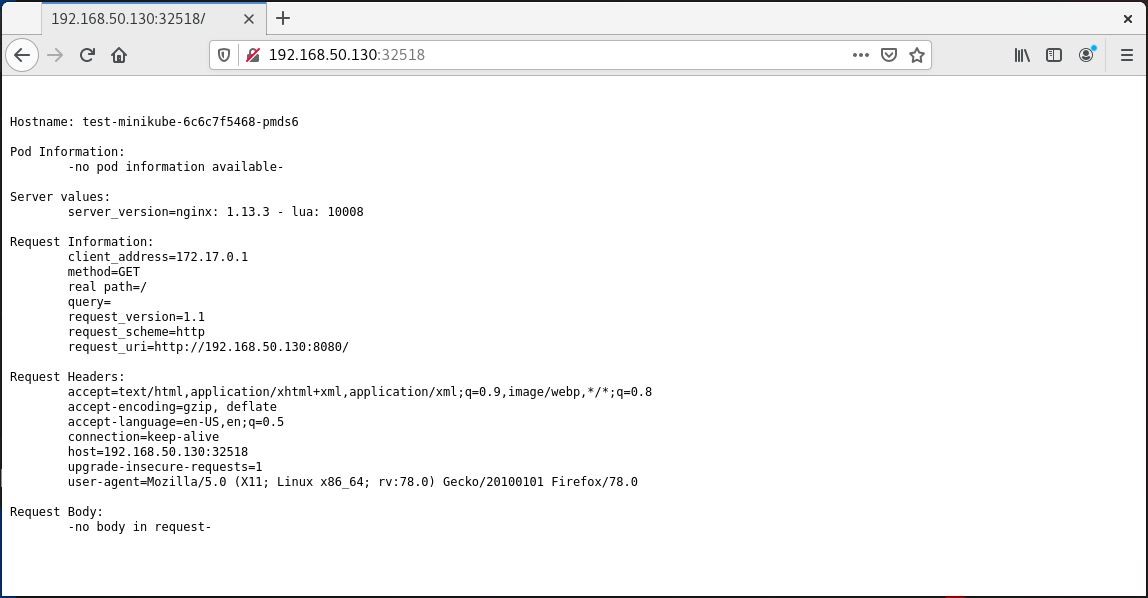 192.168.50.130:32518/
192.168.50.130:32518
Hostname: test-minikube-6c6c7f5468-pmds6
Pod Information:
-no pod information available-
Server values:
server_version=nginx: 1.13.3 - lua: 10008
Request Information:
client_address=172.17.0.1
method=GET
real path=/
query=
request_version=1.1
request_scheme=http
request_uri=http://192.168.50.130:8080/
Request Headers:
accept=text/html,application/xhtml+xml,application/xml;q=0.9,image/webp,*/*;q=0.8
accept-encoding=gzip, deflate
accept-language=en-US,en;q=0.5
connection=keep-alive
host=192.168.50.130:32518
upgrade-insecure-requests=1
user-agent=Mozilla/5.0 (X11; Linux x86_64; rv:78.0) Gecko/20100101 Firefox/78.0
Request Body:
-no body in request-